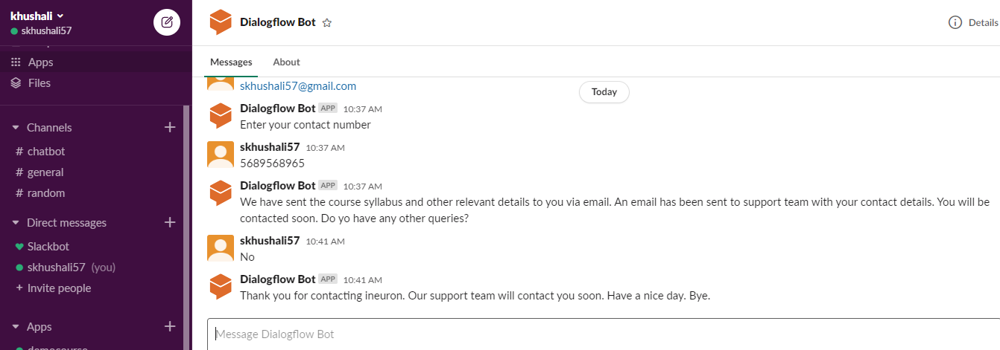 khushali
skhushali57
Apps
Files
Channels
# chatbot
# general
# random
Direct messages
Slackbot
skhushali57 (you)
+ Invite people
Apps
Dialogflow Bot
Details
Messages About
skhushali57@gmail.com
Today
Dialogflow Bot APP 10:37 AM
Enter your contact number
skhushali57 10:37 AM
5689568965
Dialogflow Bot APP 10:37 AM
We have sent the course syllabus and other relevant details to you via email. An email has been sent to support team with your contact details. You will be
contacted soon. Do yo have any other queries?
skhushali57 10:41 AM
No
Dialogflow Bot APP 10:41 AM
Thank you for contacting ineuron. Our support team will contact you soon. Have a nice day. Bye.
Message Dialogflow Bot